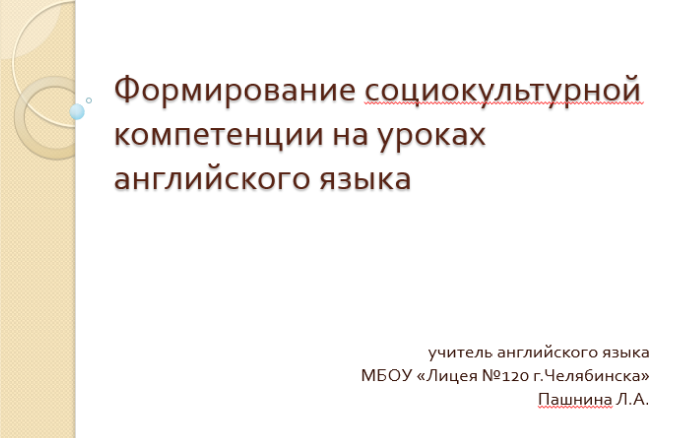 Формирование социокультурной
компетенции на уроках
английского языка
учитель английского языка
МБОУ «Лицея №120 г.Челябинска»
Пашнина Л.А.